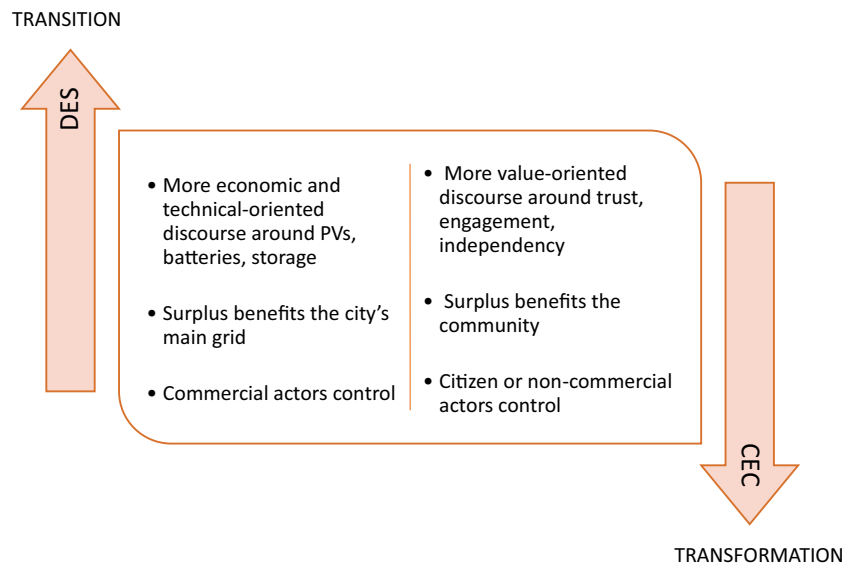 TRANSITION
DES
• More economic and
technical-oriented
discourse around PVs,
batteries, storage
• Surplus benefits the city's
main grid
• Commercial actors control
• More value-oriented
discourse around trust,
engagement,
independency
• Surplus benefits the
community
• Citizen or non-commercial
actors control
CEC
TRANSFORMATION